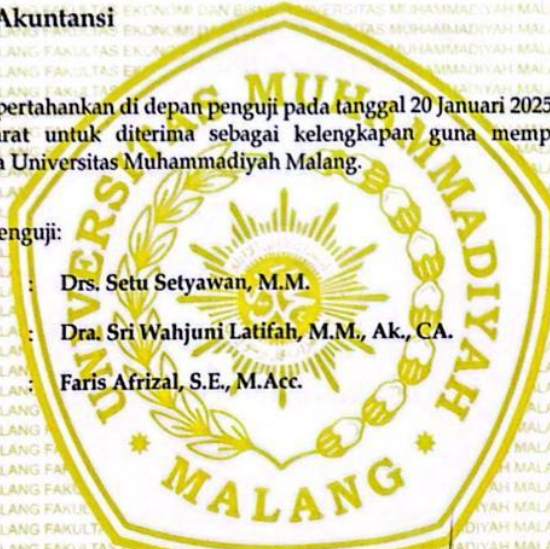 Akuntansi
pertahankan di depan penguji pada tanggal 20 Januari 2025
arat untuk diterima sebagai kelengkapan guna memp
a Universitas Muhammadiyah Malang.
enguji:
: Drs. Setu Setyawan, M.M.
: Dra. Sri Wahjuni Latifah, M.M., Ak., CA.
: Faris Afrizal, S.E., M.Acc.
UNIVERSITAS MUHAMMADIYAH
MALANG